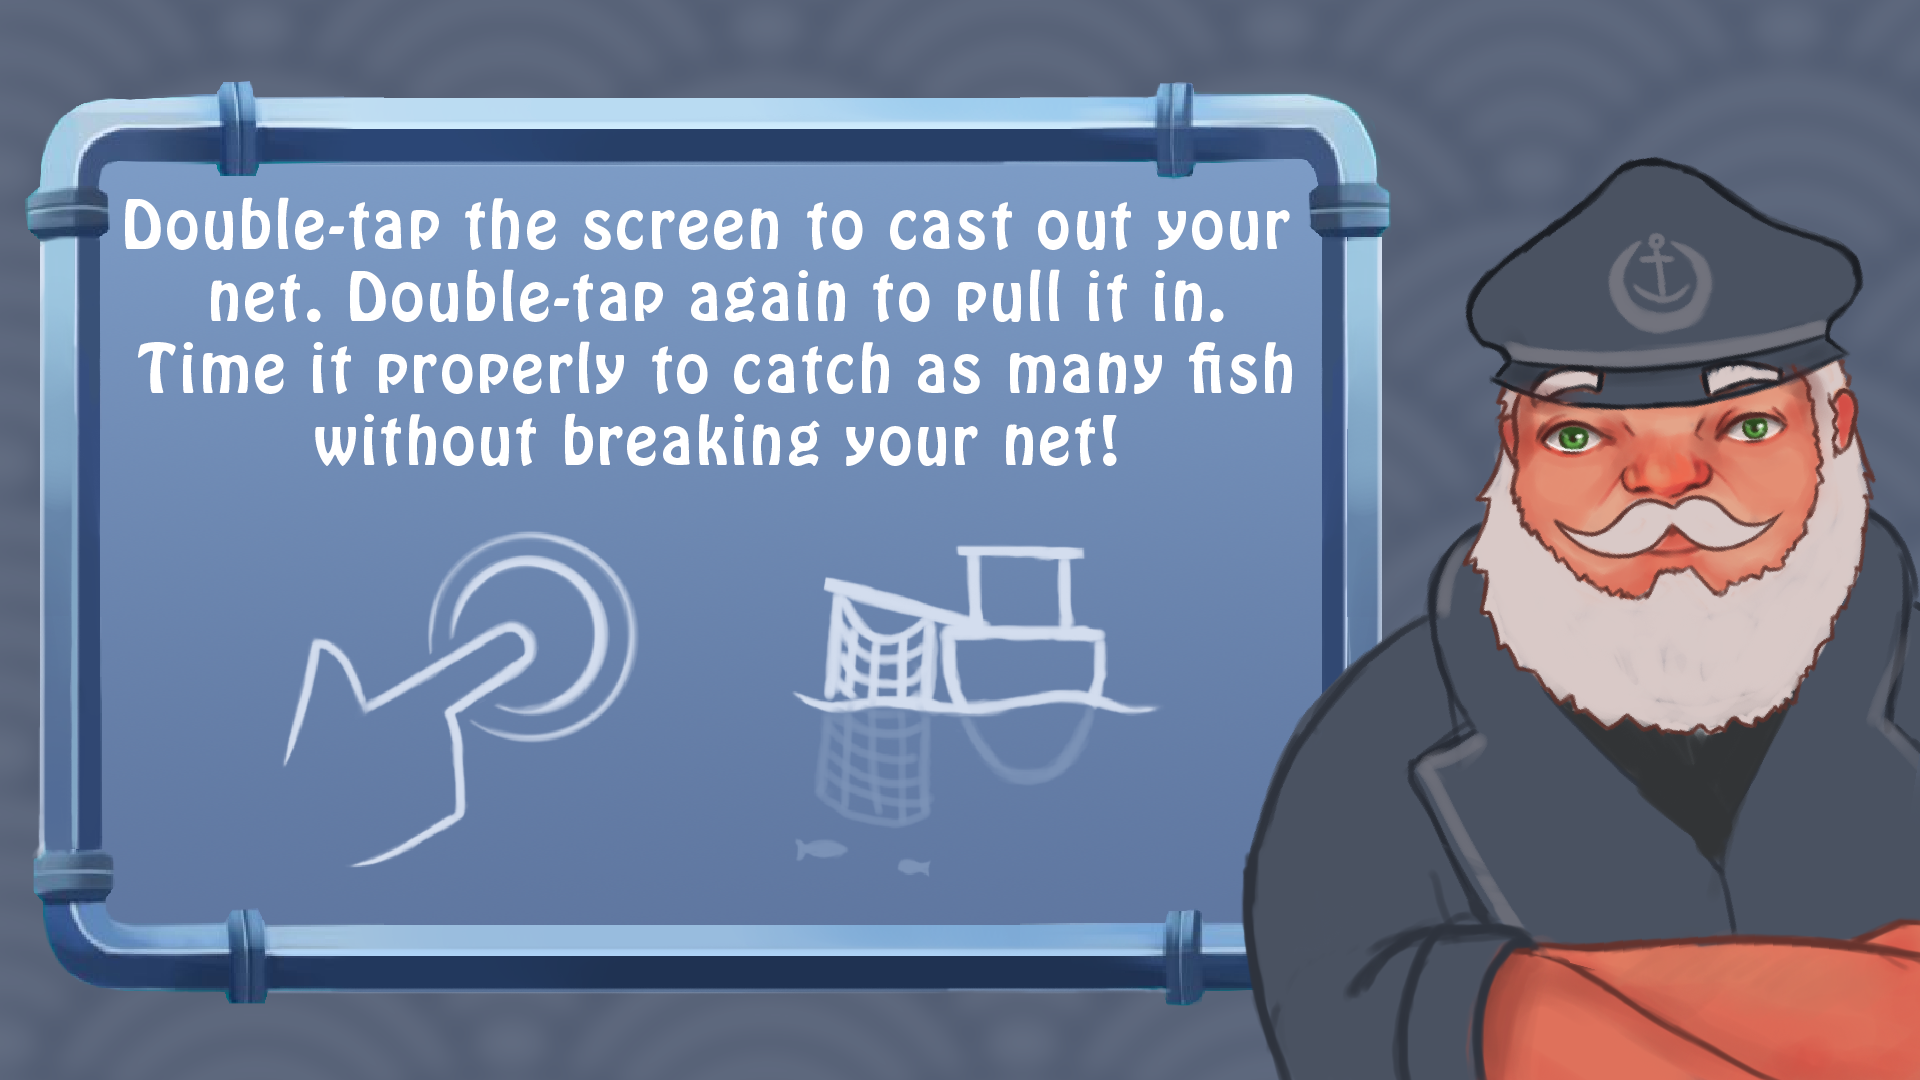 Double-tap the screen to cast out your
net. Double-tap again to pull it in.
Time it properly to catch as many fish
without breaking your net!